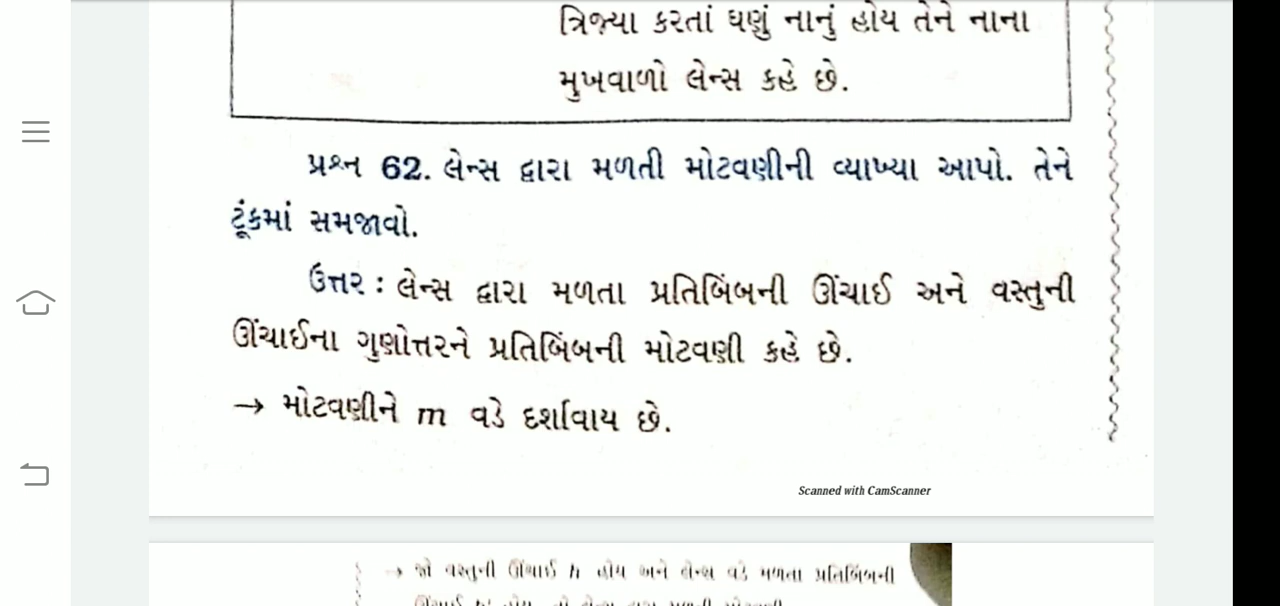 ત્રિજ્યા કરતાં ઘણું નાનું હોય તેને નાના
મુખવાળો લેન્સ કહે છે.
પ્રશ્ન 62. લેન્સ દ્વારા મળતી મોટવણીની વ્યાખ્યા આપો. તેને
ટૂંકમાં સમજાવો.
ઉત્તર : લેન્સ દ્વારા મળતા પ્રતિબિંબની ઊંચાઈ અને વસ્તુની
ઊંચાઈના ગુણોત્તરને પ્રતિબિંબની મોટવણી કહે છે.
→ મોટવણીને m વડે દર્શાવાય છે.
Scanned with CamScanner
→ જો વસ્તુની ઊંચાઈ h હોય અને લેન્સ વડે મળતા પ્રતિબિંબની